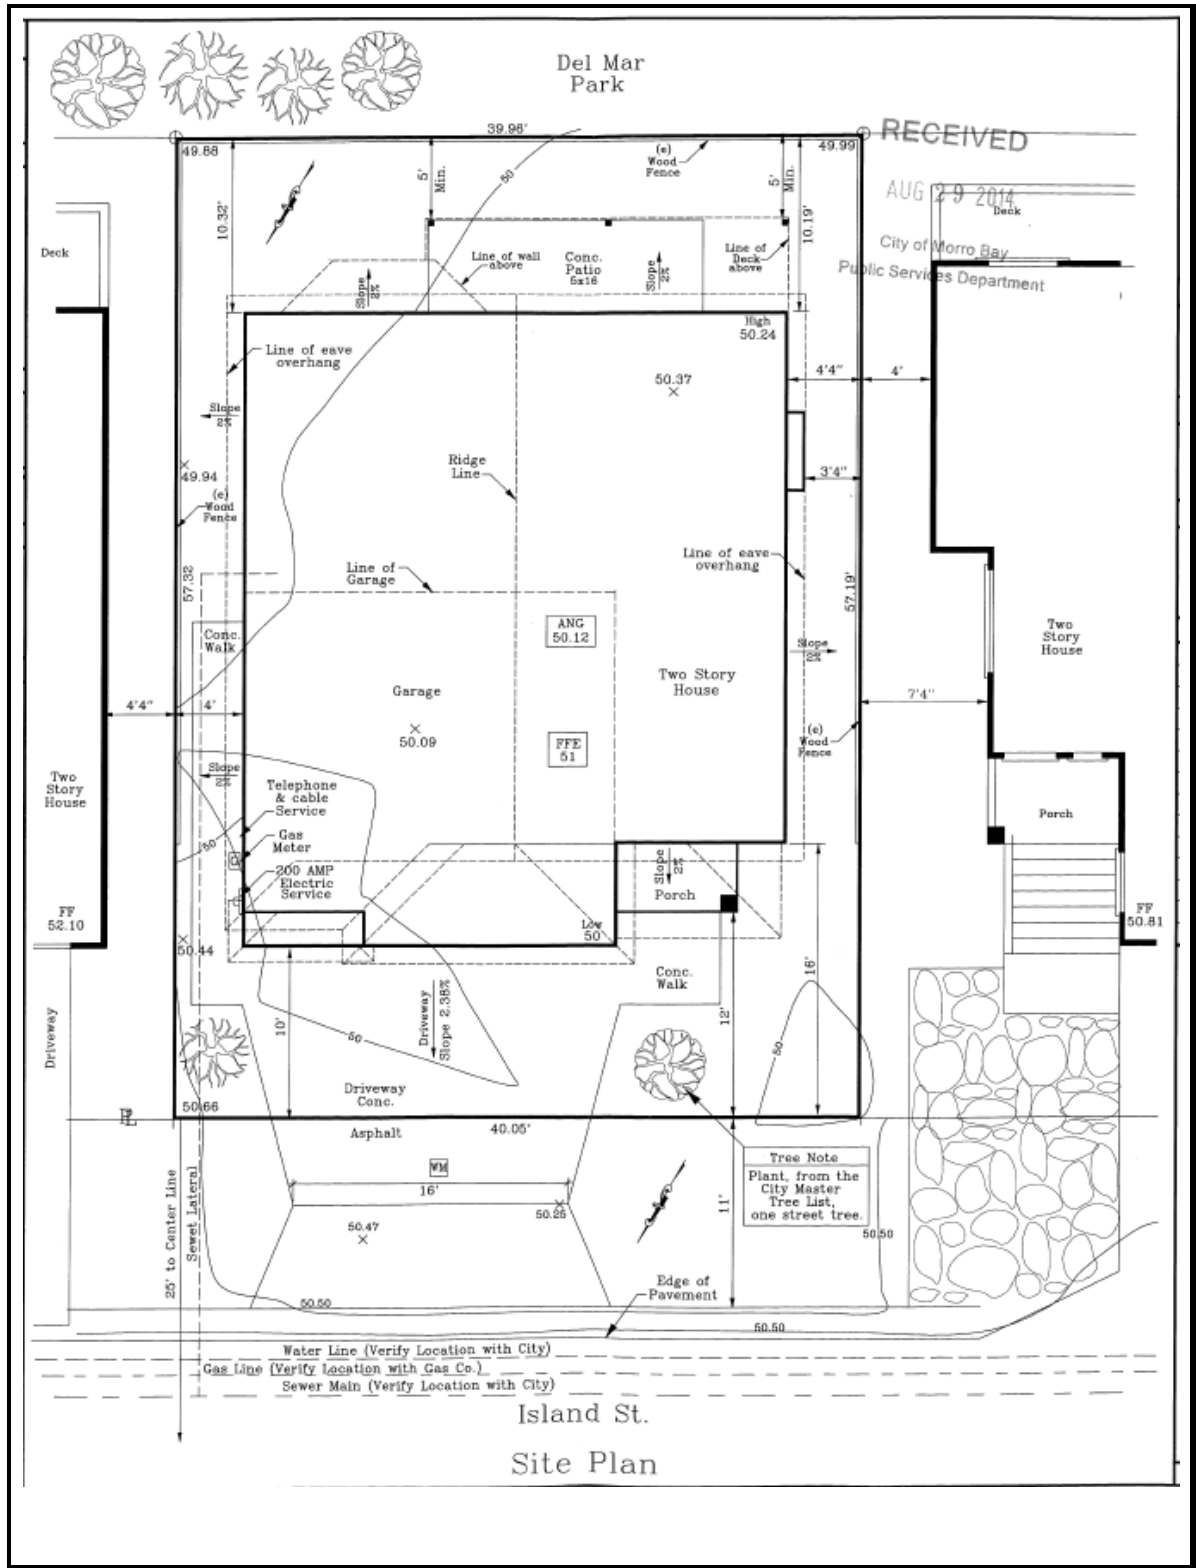 Del Mar
Park
39.96'
RECEIVED
AUG 29 2014
City of Morro Bay
Public Services Department
49.88
49.99
(e)
Wood
Fence
5'
Min.
5'
Min.
50
10.32'
10.19'
Deck
Deck
Line of wall
above
Conc.
Patio
5x16
Line of
Deck
above
Slope
2%
Slope
2%
High
50.24
Line of eave
overhang
50.37
4'4"
4'
Slope
2%
Ridge
Line
3'4"
49.94
(e)
Wood
Fence
Line of eave
overhang
57.32
57.19'
Line of
Garage
ANG
50.12
Conc.
Walk
Two
Story
House
Slope
2%
Two Story
House
Garage
4'4"
4'
7'4"
50.09
FFE
51
(e)
Wood
Fence
Slope
2%
Two
Story
House
Telephone
& cable
Service
Gas
Meter
50
G
Porch
200 AMP
Electric
Service
Slope
2%
Porch
FF
52.10
FF
50.81
Low
50
50.44
Conc.
Walk
16'
Driveway
Slope 2.38%
12'
10'
50
50
Driveway
Driveway
Conc.
50.66
PL
Asphalt
40.05'
WM
16'
Tree Note
Plant, from the
City Master
Tree List,
one street tree.
25' to Center Line
Sewer Lateral
50.47
50.25
11'
50.50
Edge of
Pavement
50.50
50.50
Water Line (Verify Location with City)
Gas Line (Verify Location with Gas Co.)
Sewer Main (Verify Location with City)
Island St.
Site Plan